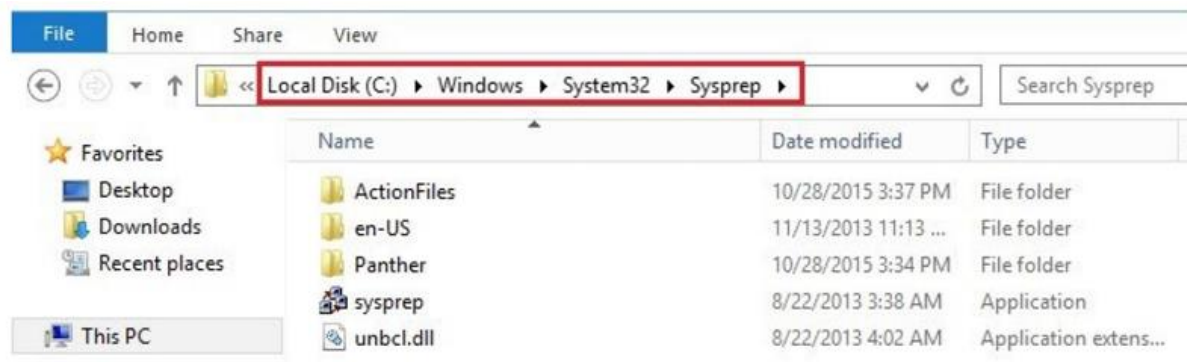 File Home Share View
« Local Disk (C:) Windows System32 Sysprep Search Sysprep
Favorites Name Date modified Type
Desktop ActionFiles 10/28/2015 3:37 PM File folder
Downloads en-US 11/13/2013 11:13 ... File folder
Recent places Panther 10/28/2015 3:34 PM File folder
sysprep 8/22/2013 3:38 AM Application
This PC unbcl.dll 8/22/2013 4:02 AM Application extens...